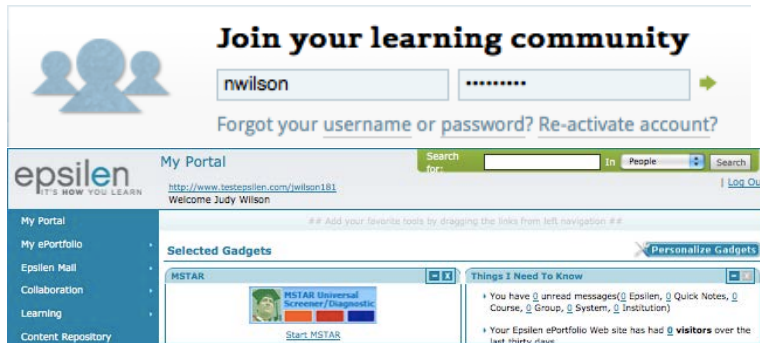 Join your learning community
nwilson •••••••••
Forgot your username or password? Re-activate account?
epsilen
IT'S HOW YOU LEARN
My Portal
Search for:
In People Search
http://www.testepsilen.com/jwilson181
| Log Ou
Welcome Judy Wilson
My Portal
My ePortfolio
Epsilen Mail
Collaboration
Learning
Content Repository
## Add your favorite tools by dragging the links from left navigation ##
Selected Gadgets
Personalize Gadgets
MSTAR
MSTAR Universal
Screener/Diagnostic
Start MSTAR
Things I Need To Know
You have 0 unread messages(0 Epsilen, 0 Quick Notes, 0
Course, 0 Group, 0 System, 0 Institution)
Your Epsilen ePortfolio Web site has had 0 visitors over the
last thirty days